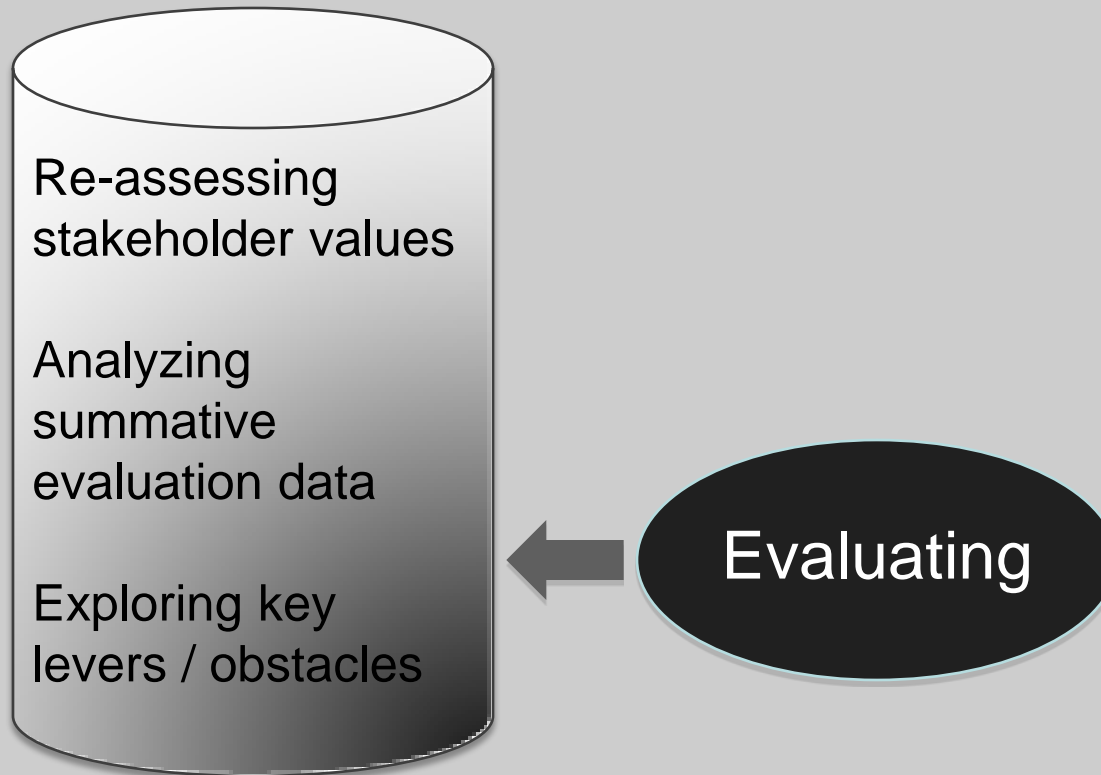 Re-assessing
stakeholder values
Analyzing
summative
evaluation data
Exploring key
levers / obstacles
Evaluating